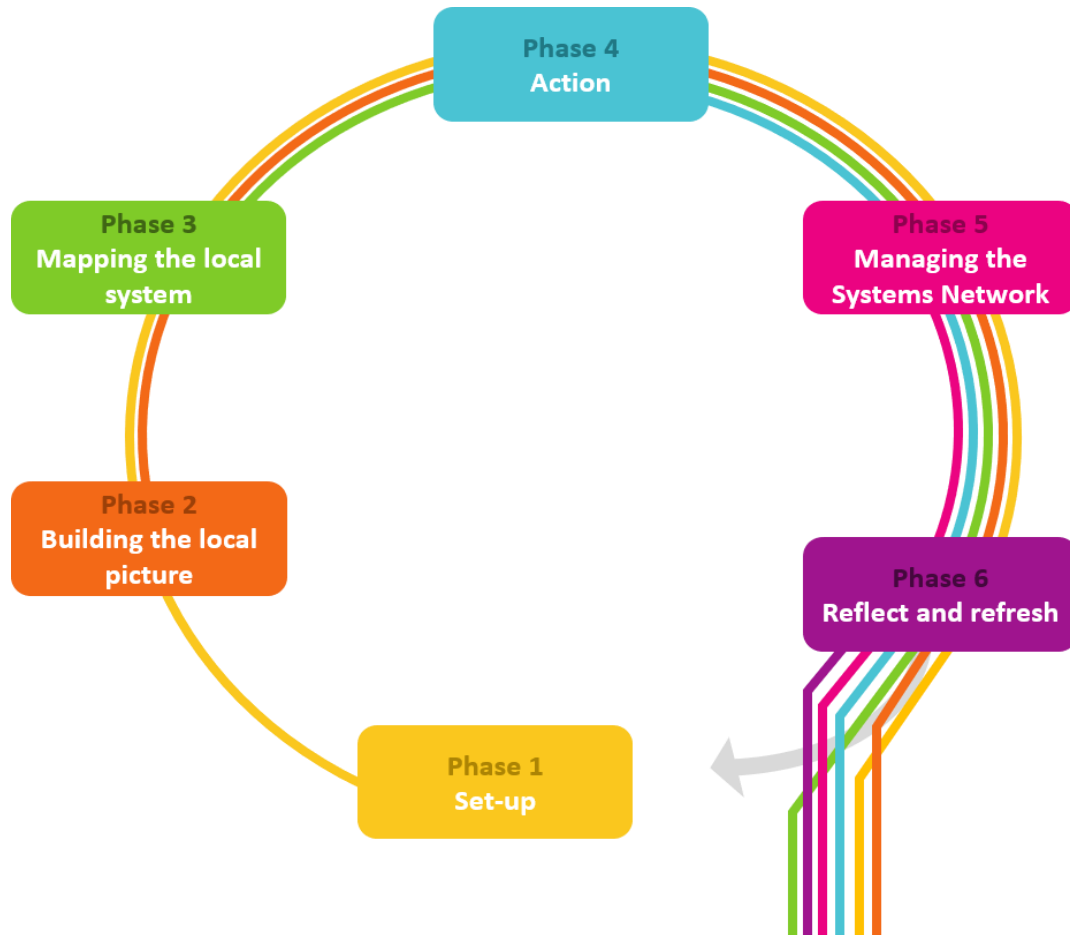 Phase 4
Action
Phase 3
Mapping the local
system
Phase 5
Managing the
Systems Network
Phase 2
Building the local
picture
Phase 6
Reflect and refresh
Phase 1
Set-up